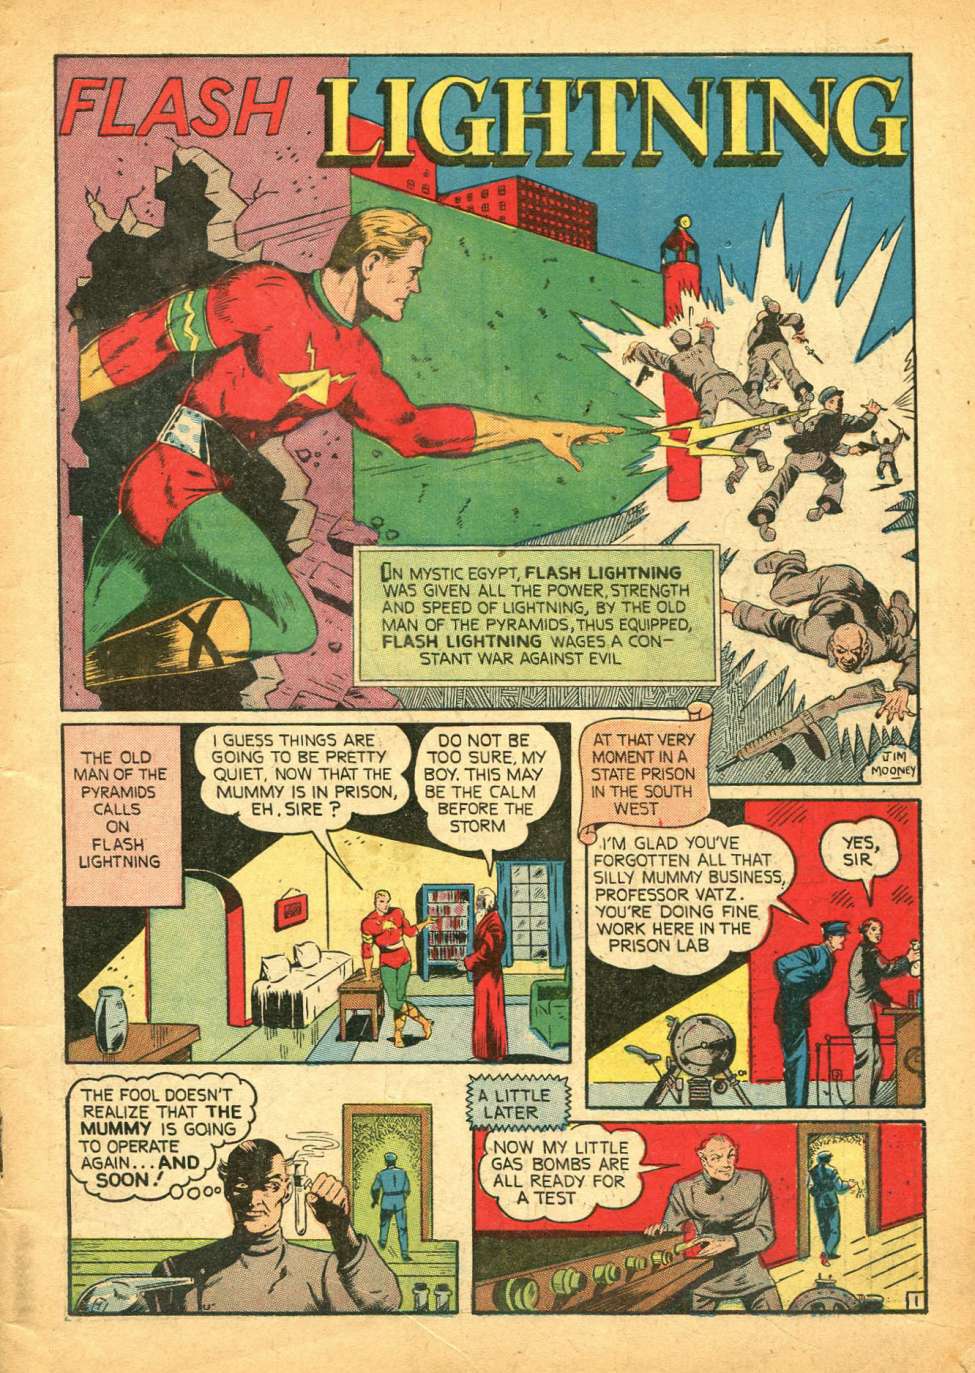 FLASH LIGHTNING
ON MYSTIC EGYPT, FLASH LIGHTNING
WAS GIVEN ALL THE POWER, STRENGTH
AND SPEED OF LIGHTNING, BY THE OLD
MAN OF THE PYRAMIDS, THUS EQUIPPED,
FLASH LIGHTNING WAGES A CON-
STANT WAR AGAINST EVIL
JIM
MOONEY
THE OLD
MAN OF THE
PYRAMIDS
CALLS
ON
FLASH
LIGHTNING
I GUESS THINGS ARE
GOING TO BE PRETTY
QUIET, NOW THAT THE
MUMMY IS IN PRISON,
EH, SIRE?
DO NOT BE
TOO SURE, MY
BOY. THIS MAY
BE THE CALM
BEFORE THE
STORM
AT THAT VERY
MOMENT IN A
STATE PRISON
IN THE SOUTH
WEST
I'M GLAD YOU'VE
FORGOTTEN ALL THAT
SILLY MUMMY BUSINESS,
PROFESSOR VATZ.
YOU'RE DOING FINE
WORK HERE IN THE
PRISON LAB
YES,
SIR
THE FOOL DOESN'T
REALIZE THAT THE
MUMMY IS GOING
TO OPERATE
AGAIN... AND
SOON!
A LITTLE
LATER
NOW MY LITTLE
GAS BOMBS ARE
ALL READY FOR
A TEST
1